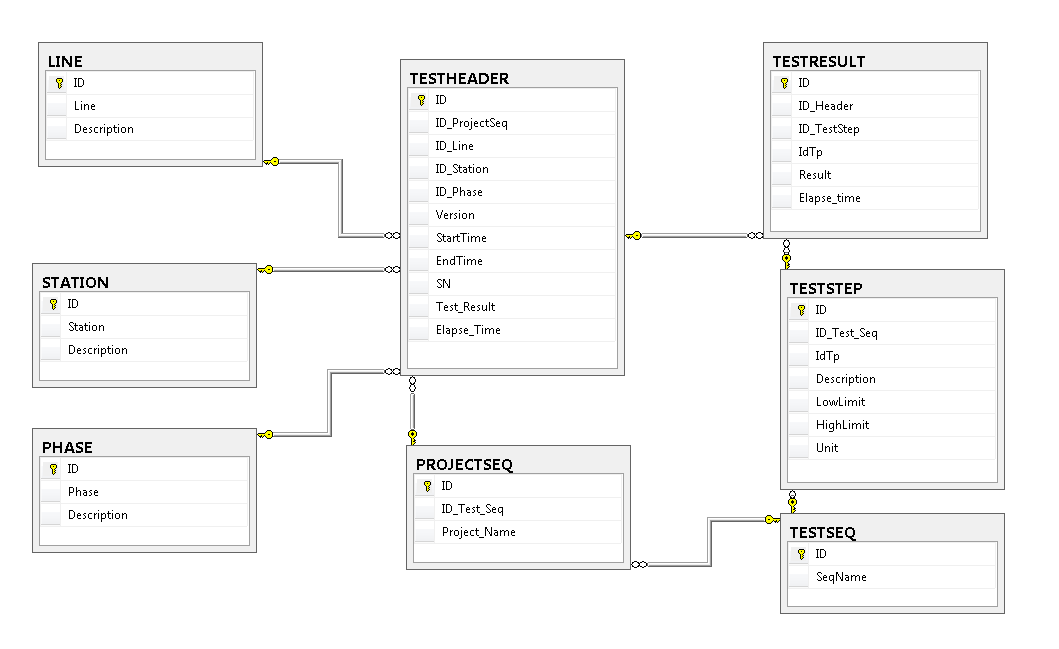 LINE
ID
Line
Description
STATION
ID
Station
Description
PHASE
ID
Phase
Description
TESTHEADER
ID
ID_ProjectSeq
ID_Line
ID_Station
ID_Phase
Version
StartTime
EndTime
SN
Test_Result
Elapse_Time
PROJECTSEQ
ID
ID_Test_Seq
Project_Name
TESTRESULT
ID
ID_Header
ID_TestStep
IdTp
Result
Elapse_time
TESTSTEP
ID
ID_Test_Seq
IdTp
Description
LowLimit
HighLimit
Unit
TESTSEQ
ID
SeqName